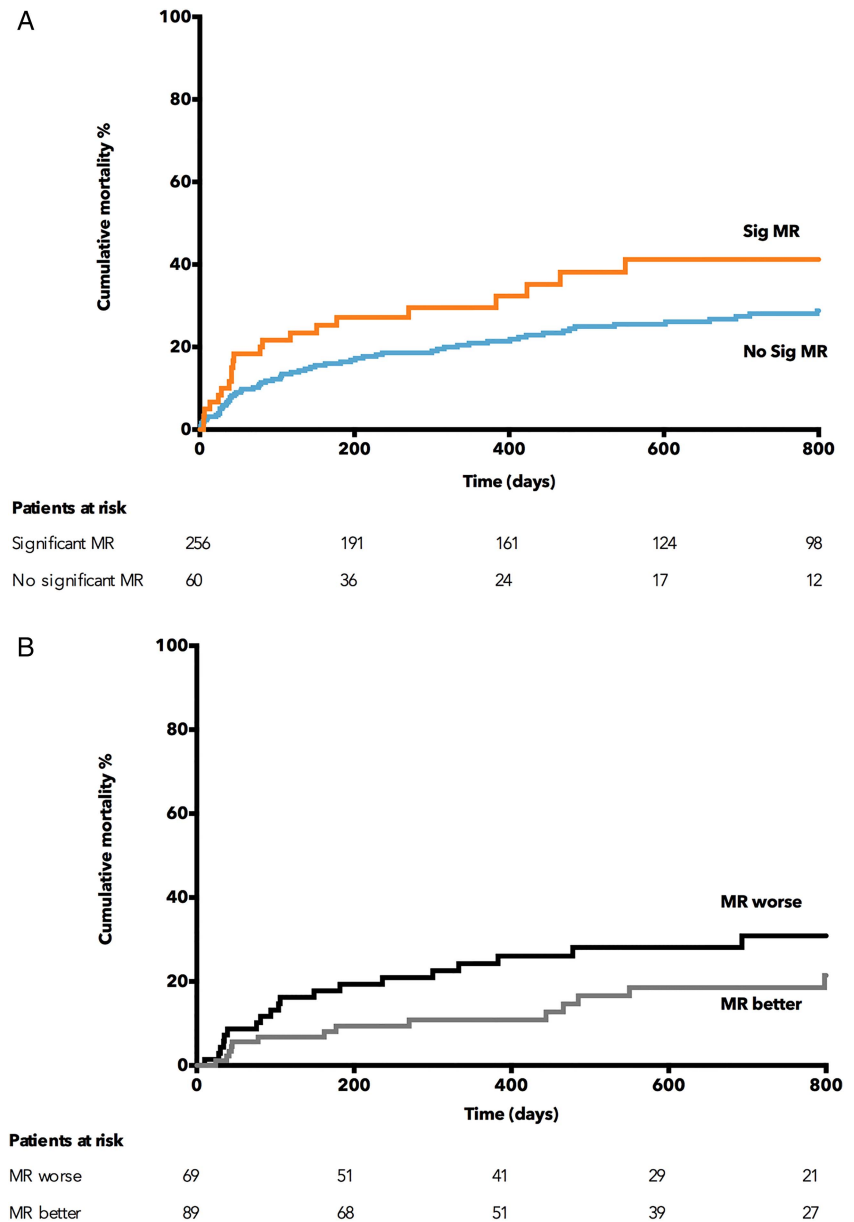 A
100
80
60
40
20
0
Cumulative mortality %
Sig MR
No Sig MR
0 200 400 600 800
Time (days)
Patients at risk
Significant MR 256 191 161 124 98
No significant MR 60 36 24 17 12
B
100
80
60
40
20
0
Cumulative mortality %
MR worse
MR better
0 200 400 600 800
Time (days)
Patients at risk
MR worse 69 51 41 29 21
MR better 89 68 51 39 27